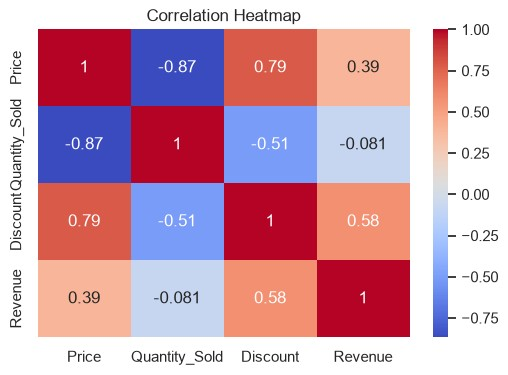 Correlation Heatmap
Price 1 -0.87 0.79 0.39
Quantity_Sold -0.87 1 -0.51 -0.081
Discount 0.79 -0.51 1 0.58
Revenue 0.39 -0.081 0.58 1
Price Quantity_Sold Discount Revenue
1.00
0.75
0.50
0.25
0.00
−0.25
−0.50
−0.75